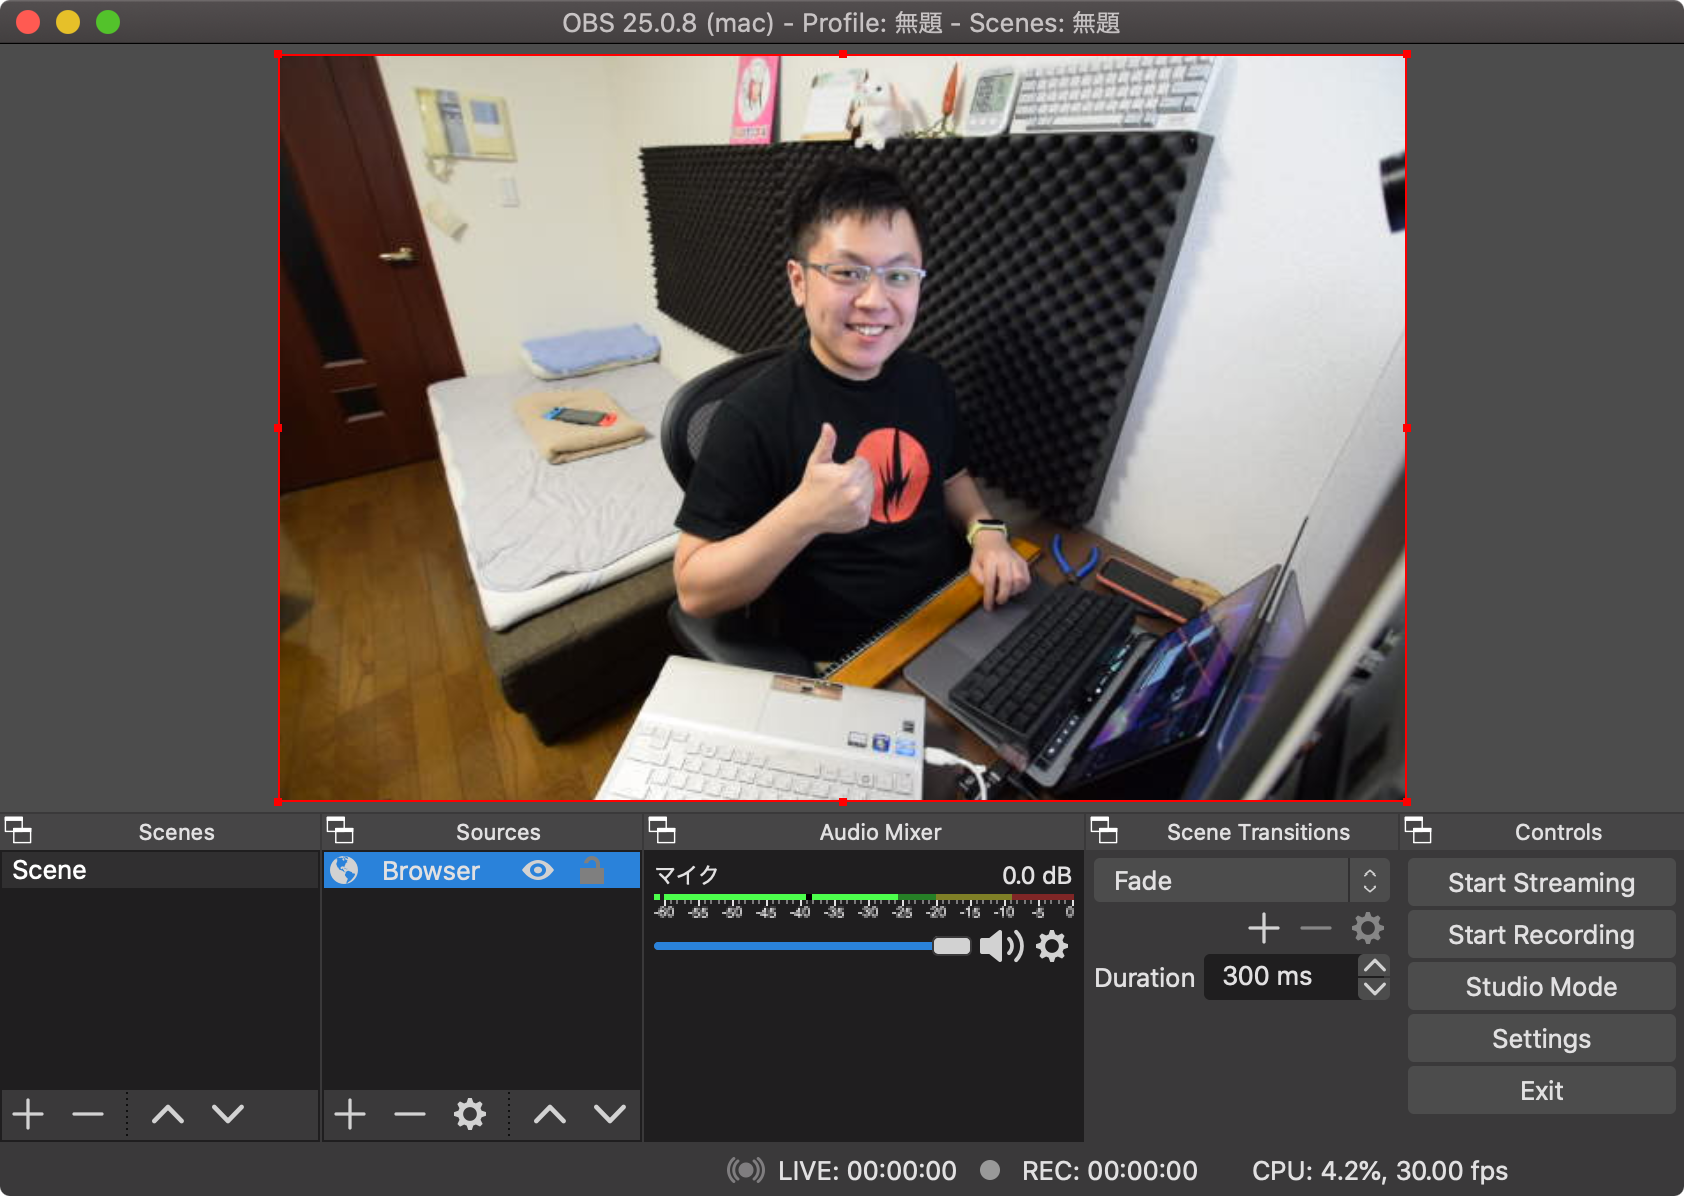 OBS 25.0.8 (mac) - Profile: 無題 - Scenes: 無題
Scenes
Scene
Sources
Browser
Audio Mixer
マイク 0.0 dB
-60 -55 -50 -45 -40 -35 -30 -25 -20 -15 -10 -5 0
Scene Transitions
Fade
Duration 300 ms
Controls
Start Streaming
Start Recording
Studio Mode
Settings
Exit
LIVE: 00:00:00 REC: 00:00:00 CPU: 4.2%, 30.00 fps